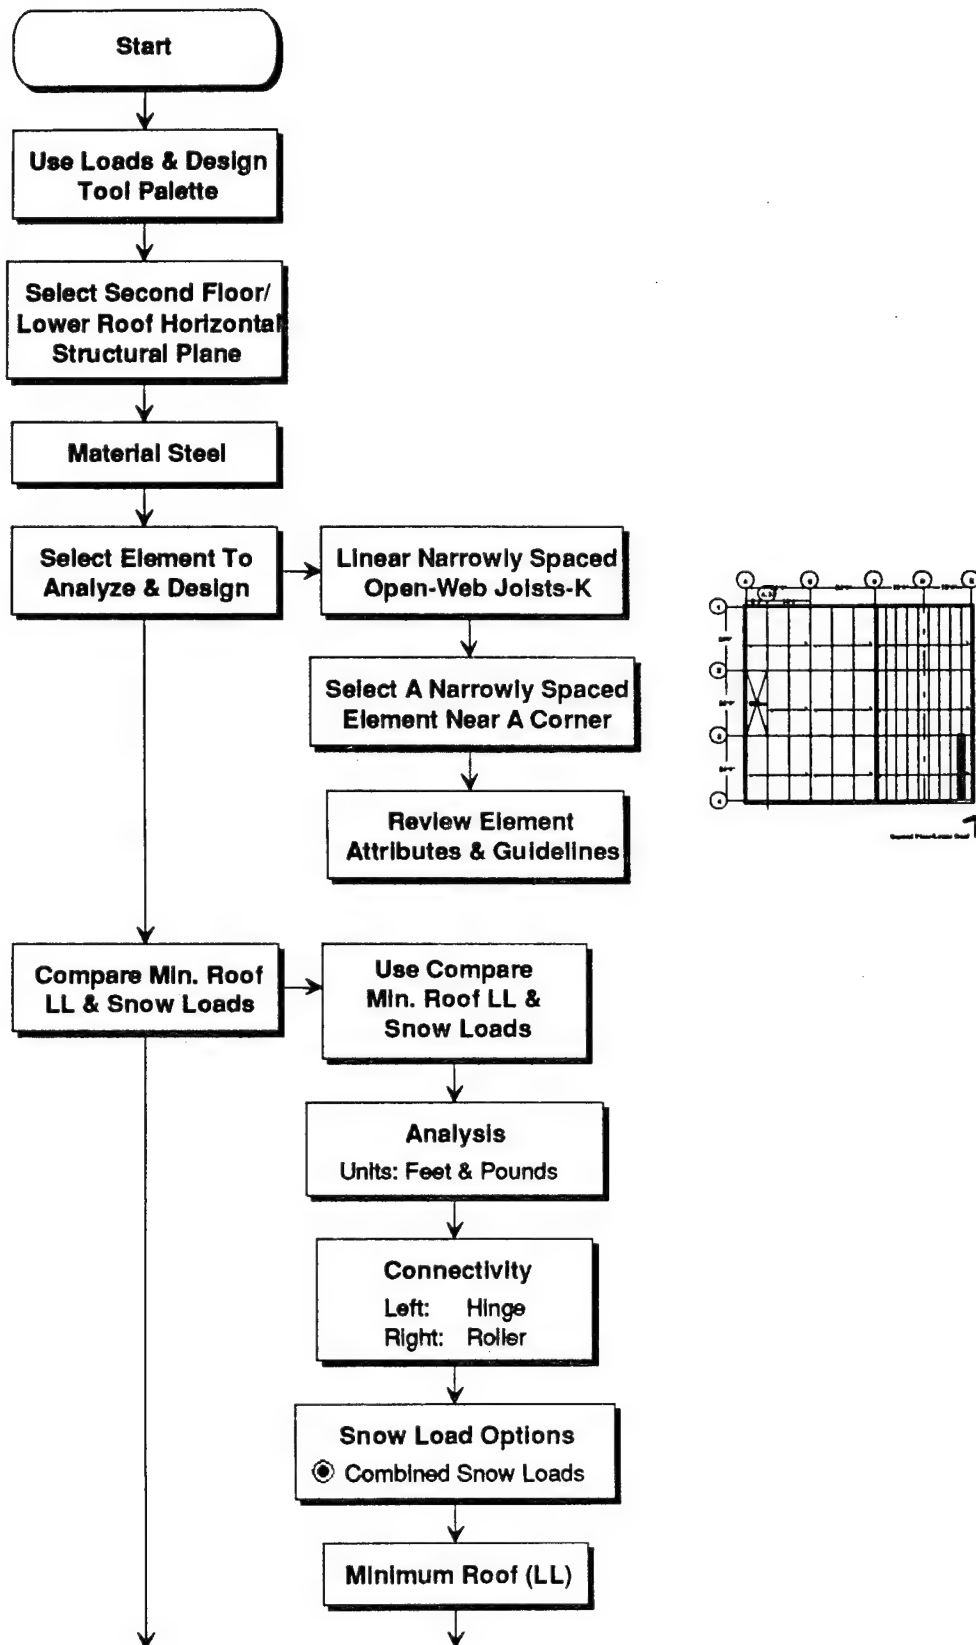 Start
Use Loads & Design
Tool Palette
Select Second Floor/
Lower Roof Horizontal
Structural Plane
Material Steel
Select Element To
Analyze & Design
Linear Narrowly Spaced
Open-Web Joists-K
Select A Narrowly Spaced
Element Near A Corner
Review Element
Attributes & Guidelines
Compare Min. Roof
LL & Snow Loads
Use Compare
Min. Roof LL &
Snow Loads
Analysis
Units: Feet & Pounds
Connectivity
Left: Hinge
Right: Roller
Snow Load Options
Combined Snow Loads
Minimum Roof (LL)